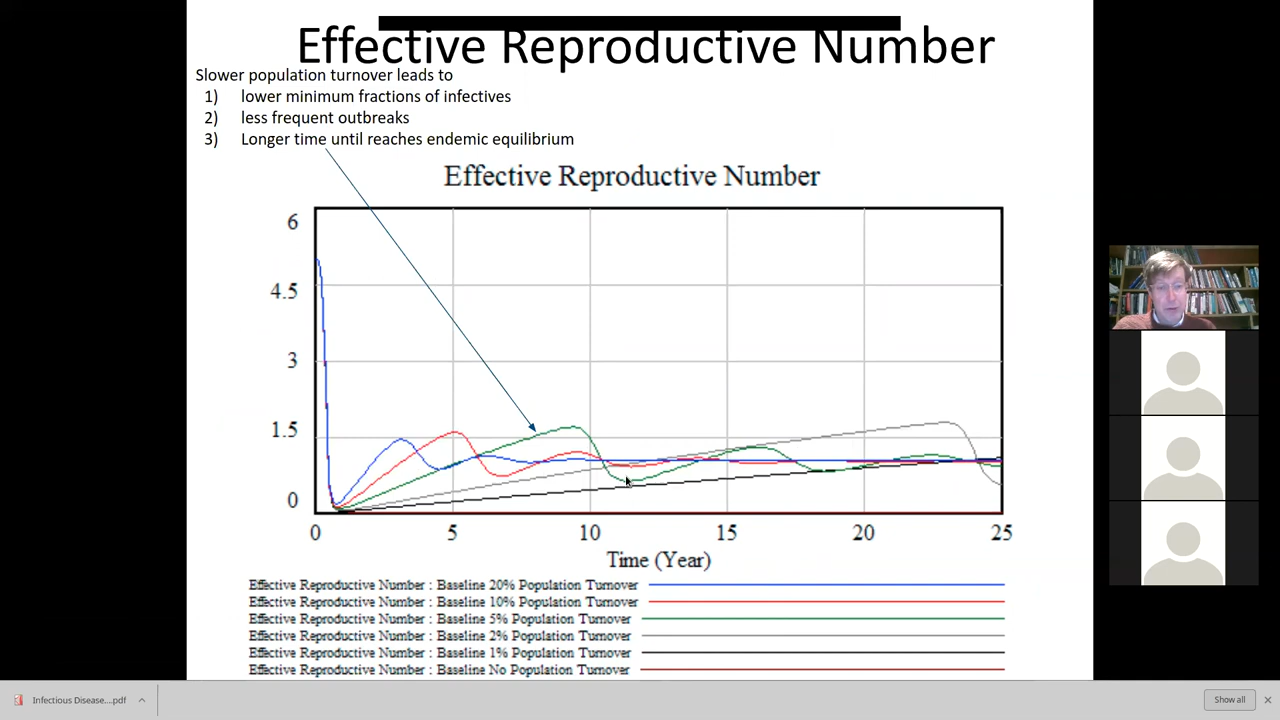 Effective Reproductive Number
Slower population turnover leads to
1) lower minimum fractions of infectives
2) less frequent outbreaks
3) Longer time until reaches endemic equilibrium
Effective Reproductive Number
6
4.5
3
1.5
0
0 5 10 15 20 25
Time (Year)
Effective Reproductive Number : Baseline 20% Population Turnover
Effective Reproductive Number : Baseline 10% Population Turnover
Effective Reproductive Number : Baseline 5% Population Turnover
Effective Reproductive Number : Baseline 2% Population Turnover
Effective Reproductive Number : Baseline 1% Population Turnover
Effective Reproductive Number : Baseline No Population Turnover
Infectious Disease....pdf
Show all